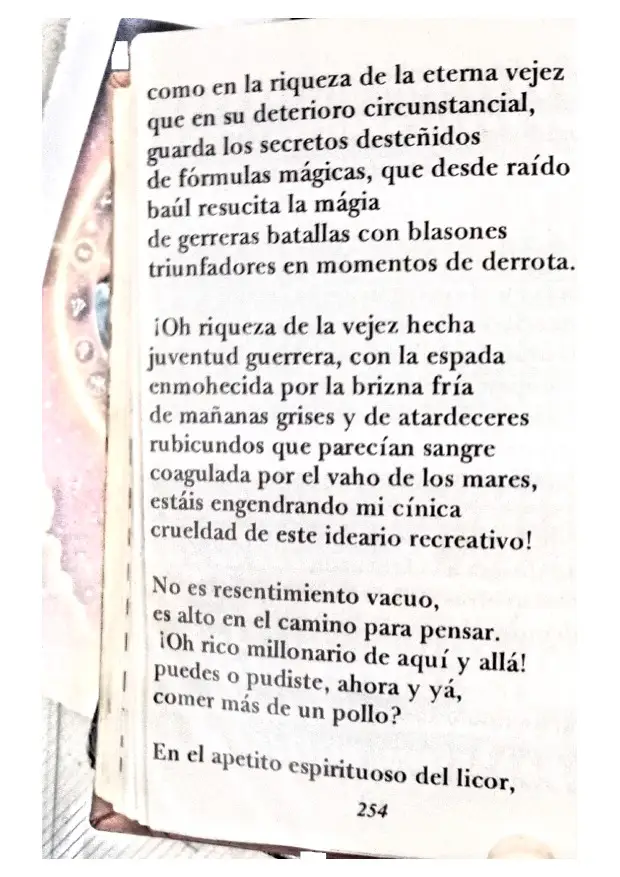 como en la riqueza de la eterna vejez
que en su deterioro circunstancial,
guarda los secretos desteñidos
de fórmulas mágicas, que desde raído
baúl resucita la mágia
de gerreras batallas con blasones
triunfadores en momentos de derrota.
¡Oh riqueza de la vejez hecha
juventud guerrera, con la espada
enmohecida por la brizna fría
de mañanas grises y de atardeceres
rubicundos que parecían sangre
coagulada por el vaho de los mares,
estáis engendrando mi cínica
crueldad de este ideario recreativo!
No es resentimiento vacuo,
es alto en el camino para pensar.
¡Oh rico millonario de aquí y allá!
puedes o pudiste, ahora y yá,
comer más de un pollo?
En el apetito espirituoso del licor,
254